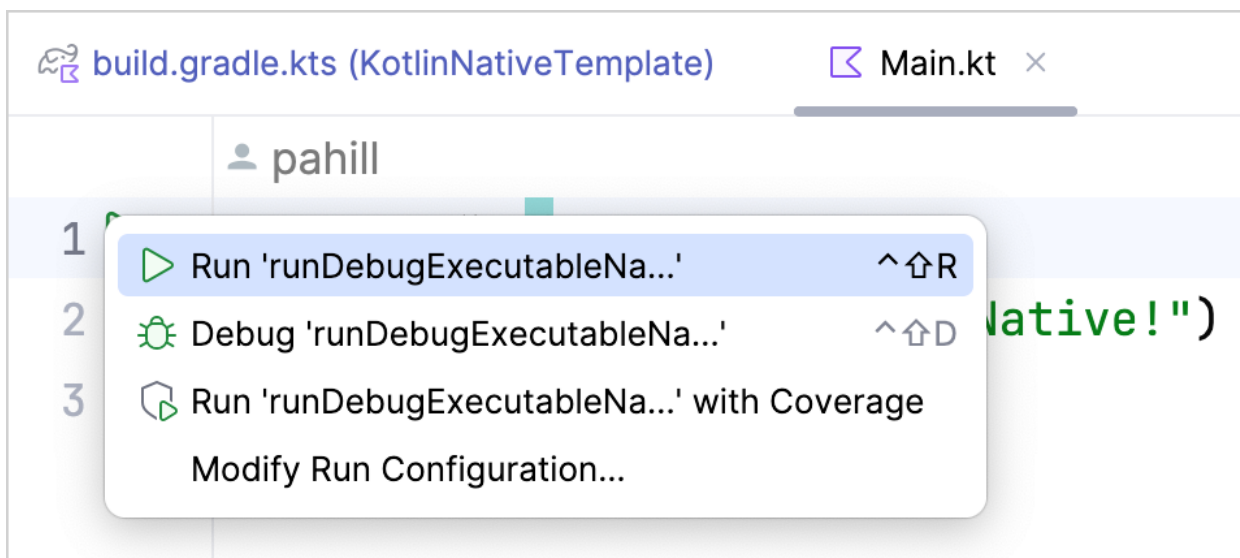 build.gradle.kts (KotlinNativeTemplate) Main.kt
pahill
1
Run 'runDebugExecutableNa...' ^⇧R
2
Native!")
Debug 'runDebugExecutableNa...' ^⇧D
3
Run 'runDebugExecutableNa...' with Coverage
Modify Run Configuration...